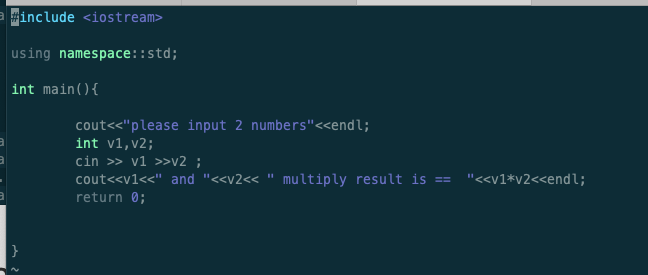 #include <iostream>
using namespace::std;
int main(){
cout<<"please input 2 numbers"<<endl;
int v1,v2;
cin >> v1 >>v2 ;
cout<<v1<<" and "<<v2<< " multiply result is ==  "<<v1*v2<<endl;
return 0;
}
~